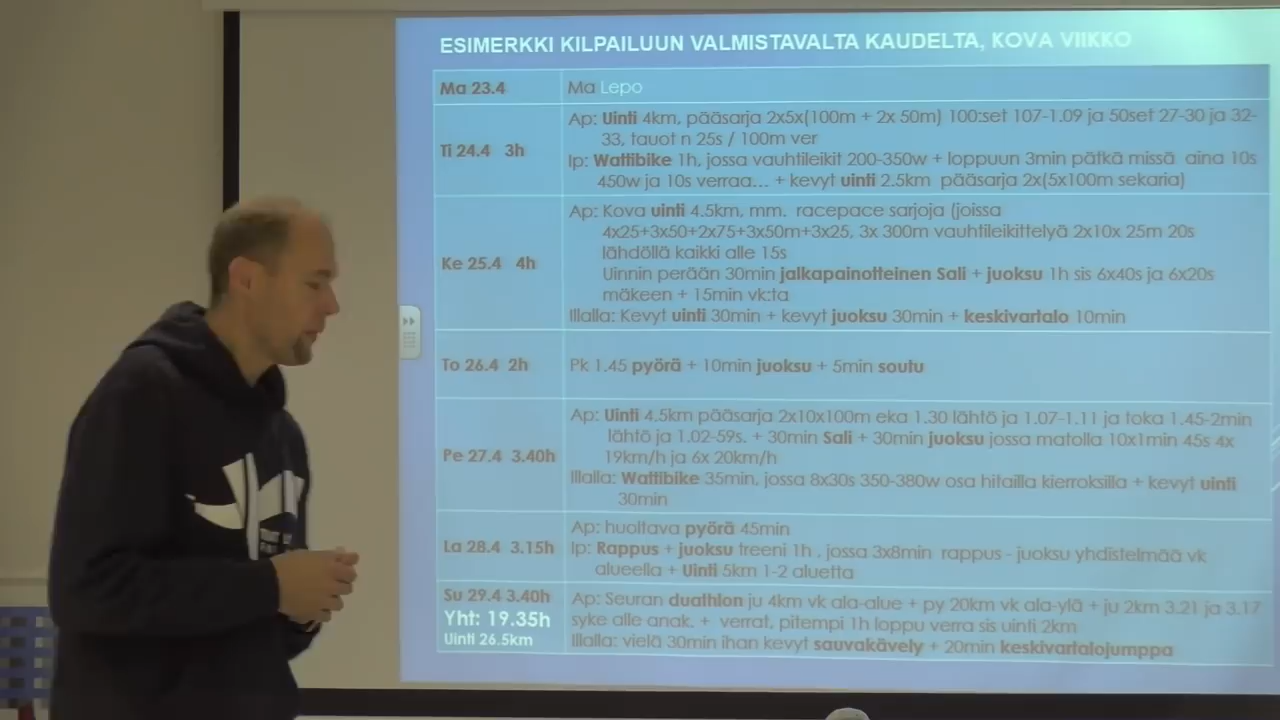 ESIMERKKI KILPAILUUN VALMISTAVALTA KAUDELTA, KOVA VIIKKO
Ma 23.4
Ma Lepo
Ti 24.4 3h
Ap: Uinti 4km, pääsarja 2x5x(100m + 2x 50m) 100:set 107-1.09 ja 50set 27-30 ja 32-
33, tauot n 25s / 100m ver
Ip: Wattibike 1h, jossa vauhtileikit 200-350w + loppuun 3min pätkä missä aina 10s
450w ja 10s verraa... + kevyt uinti 2.5km pääsarja 2x(5x100m sekaria)
Ke 25.4 4h
Ap: Kova uinti 4.5km, mm. racepace sarjoja (joissa
4x25+3x50+2x75+3x50m+3x25, 3x 300m vauhtileikittelyä 2x10x 25m 20s
lähdöllä kaikki alle 15s
Uinnin perään 30min jalkapainotteinen Sali + juoksu 1h sis 6x40s ja 6x20s
mäkeen + 15min vk:ta
Illalla: Kevyt uinti 30min + kevyt juoksu 30min + keskivartalo 10min
To 26.4 2h
Pk 1.45 pyörä + 10min juoksu + 5min soutu
Pe 27.4 3.40h
Ap: Uinti 4.5km pääsarja 2x10x100m eka 1.30 lähtö ja 1.07-1.11 ja toka 1.45-2min
lähtö ja 1.02-59s. + 30min Sali + 30min juoksu jossa matolla 10x1min 45s 4x
19km/h ja 6x 20km/h
Illalla: Wattibike 35min, jossa 8x30s 350-380w osa hitailla kierroksilla + kevyt uinti
30min
La 28.4 3.15h
Ap: huoltava pyörä 45min
Ip: Rappus + juoksu treeni 1h , jossa 3x8min rappus - juoksu yhdistelmää vk
alueella + Uinti 5km 1-2 aluetta
Su 29.4 3.40h
Yht: 19.35h
Uinti 26.5km
Ap: Seuran duathlon ju 4km vk ala-alue + py 20km vk ala-ylä + ju 2km 3.21 ja 3.17
syke alle anak. + verrat, pitempi 1h loppu verra sis uinti 2km
Illalla: vielä 30min ihan kevyt sauvakävely + 20min keskivartalojumppa